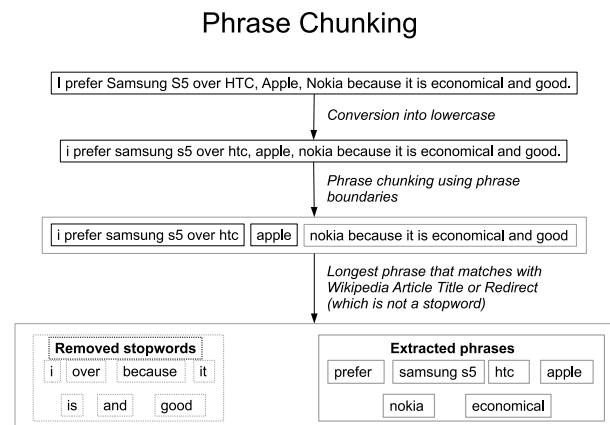 Phrase Chunking
I prefer Samsung S5 over HTC, Apple, Nokia because it is economical and good.
Conversion into lowercase
i prefer samsung s5 over htc, apple, nokia because it is economical and good.
Phrase chunking using phrase
boundaries
i prefer samsung s5 over htc apple nokia because it is economical and good
Longest phrase that matches with
Wikipedia Article Title or Redirect
(which is not a stopword)
Removed stopwords
i over because it
is and good
Extracted phrases
prefer samsung s5 htc apple
nokia economical